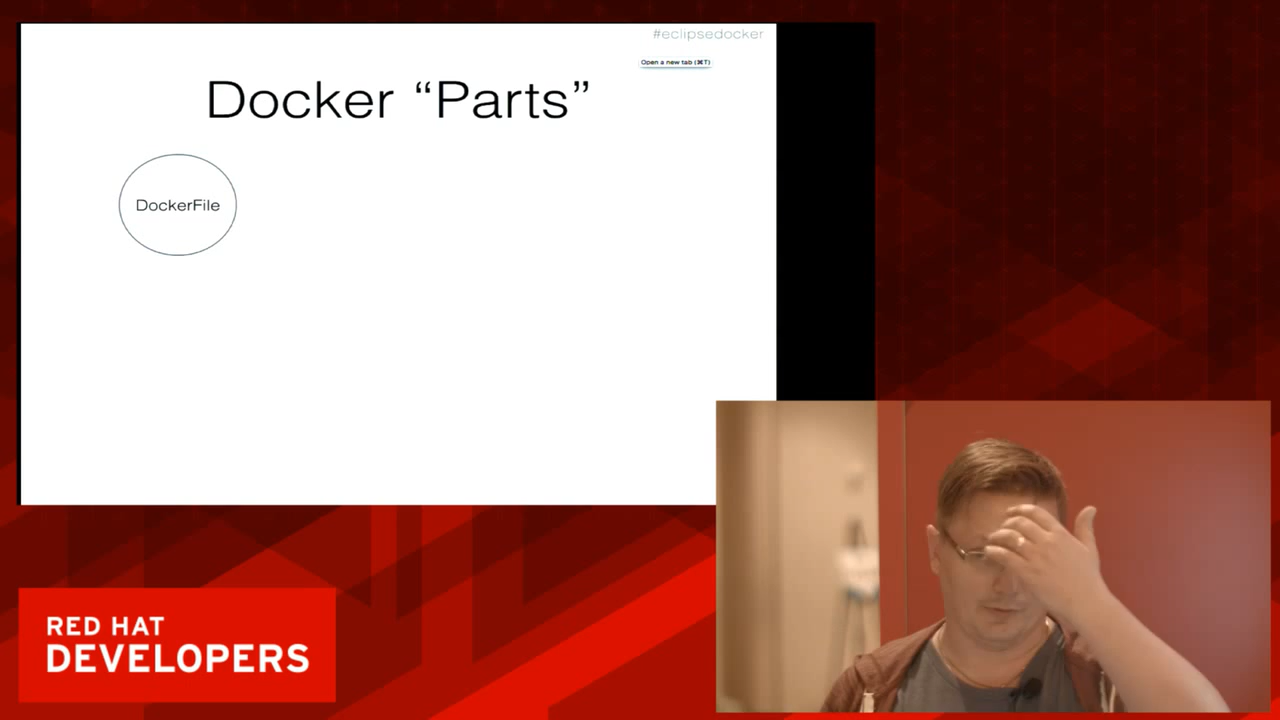 #eclipsedocker
Open a new tab (⌘T)
Docker “Parts”
DockerFile
RED HAT
DEVELOPERS